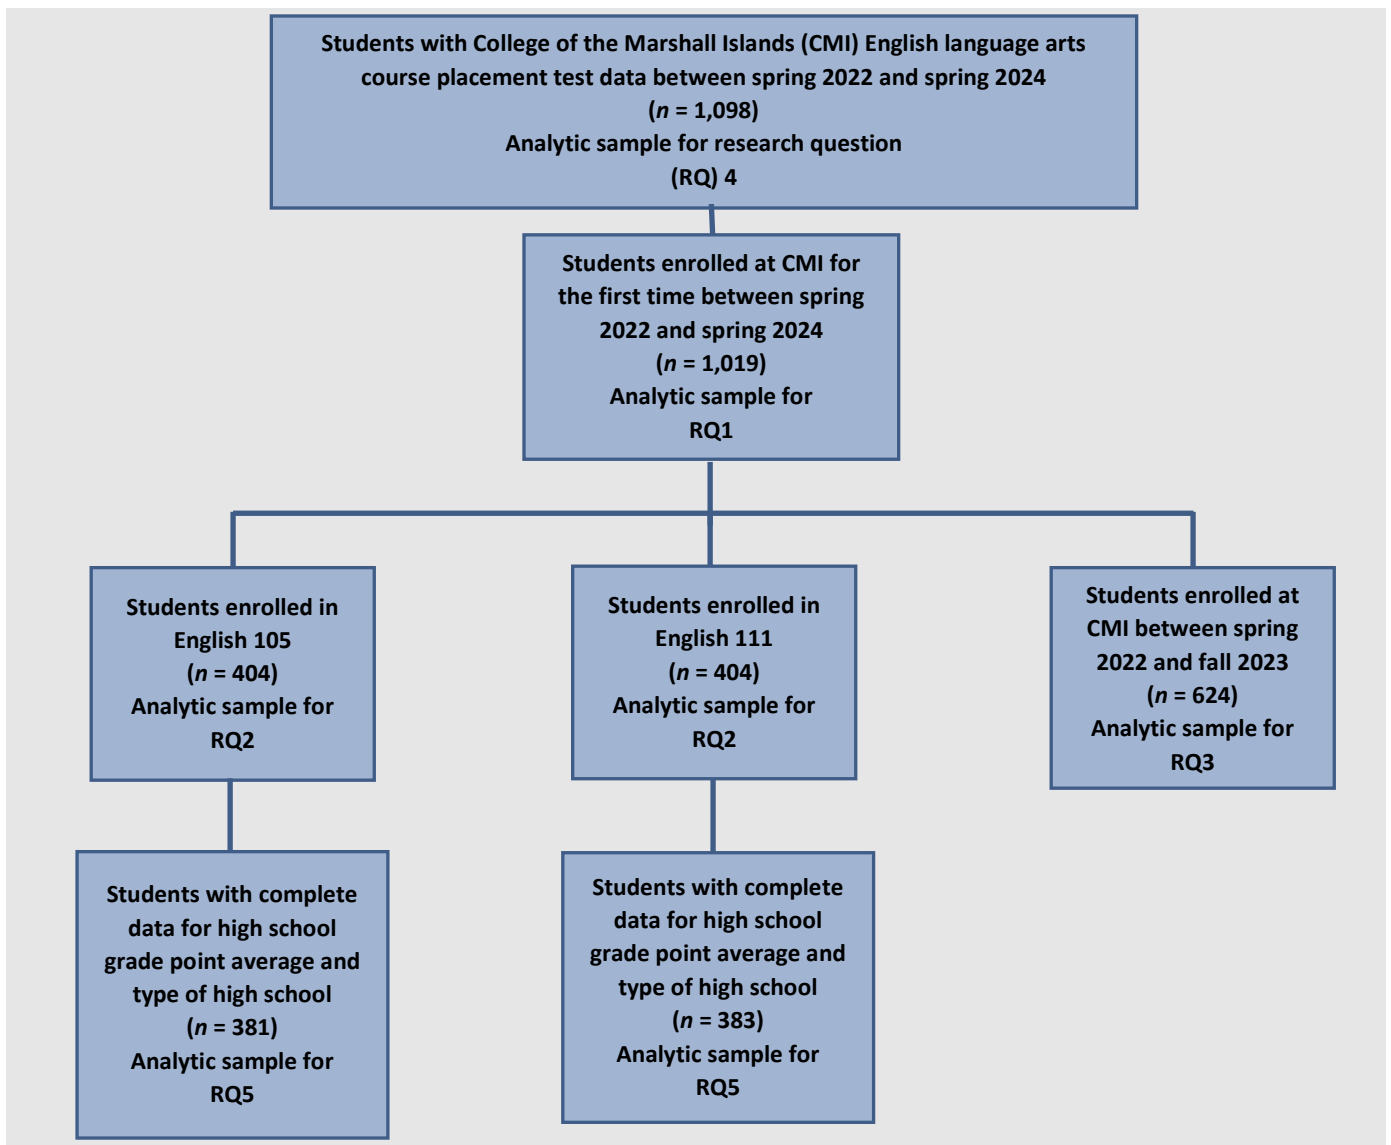 Students with College of the Marshall Islands (CMI) English language arts
course placement test data between spring 2022 and spring 2024
(n = 1,098)
Analytic sample for research question
(RQ) 4
Students enrolled at CMI for
the first time between spring
2022 and spring 2024
(n = 1,019)
Analytic sample for
RQ1
Students enrolled in
English 105
(n = 404)
Analytic sample for
RQ2
Students enrolled in
English 111
(n = 404)
Analytic sample for
RQ2
Students enrolled at
CMI between spring
2022 and fall 2023
(n = 624)
Analytic sample for
RQ3
Students with complete
data for high school
grade point average and
type of high school
(n = 381)
Analytic sample for
RQ5
Students with complete
data for high school
grade point average and
type of high school
(n = 383)
Analytic sample for
RQ5